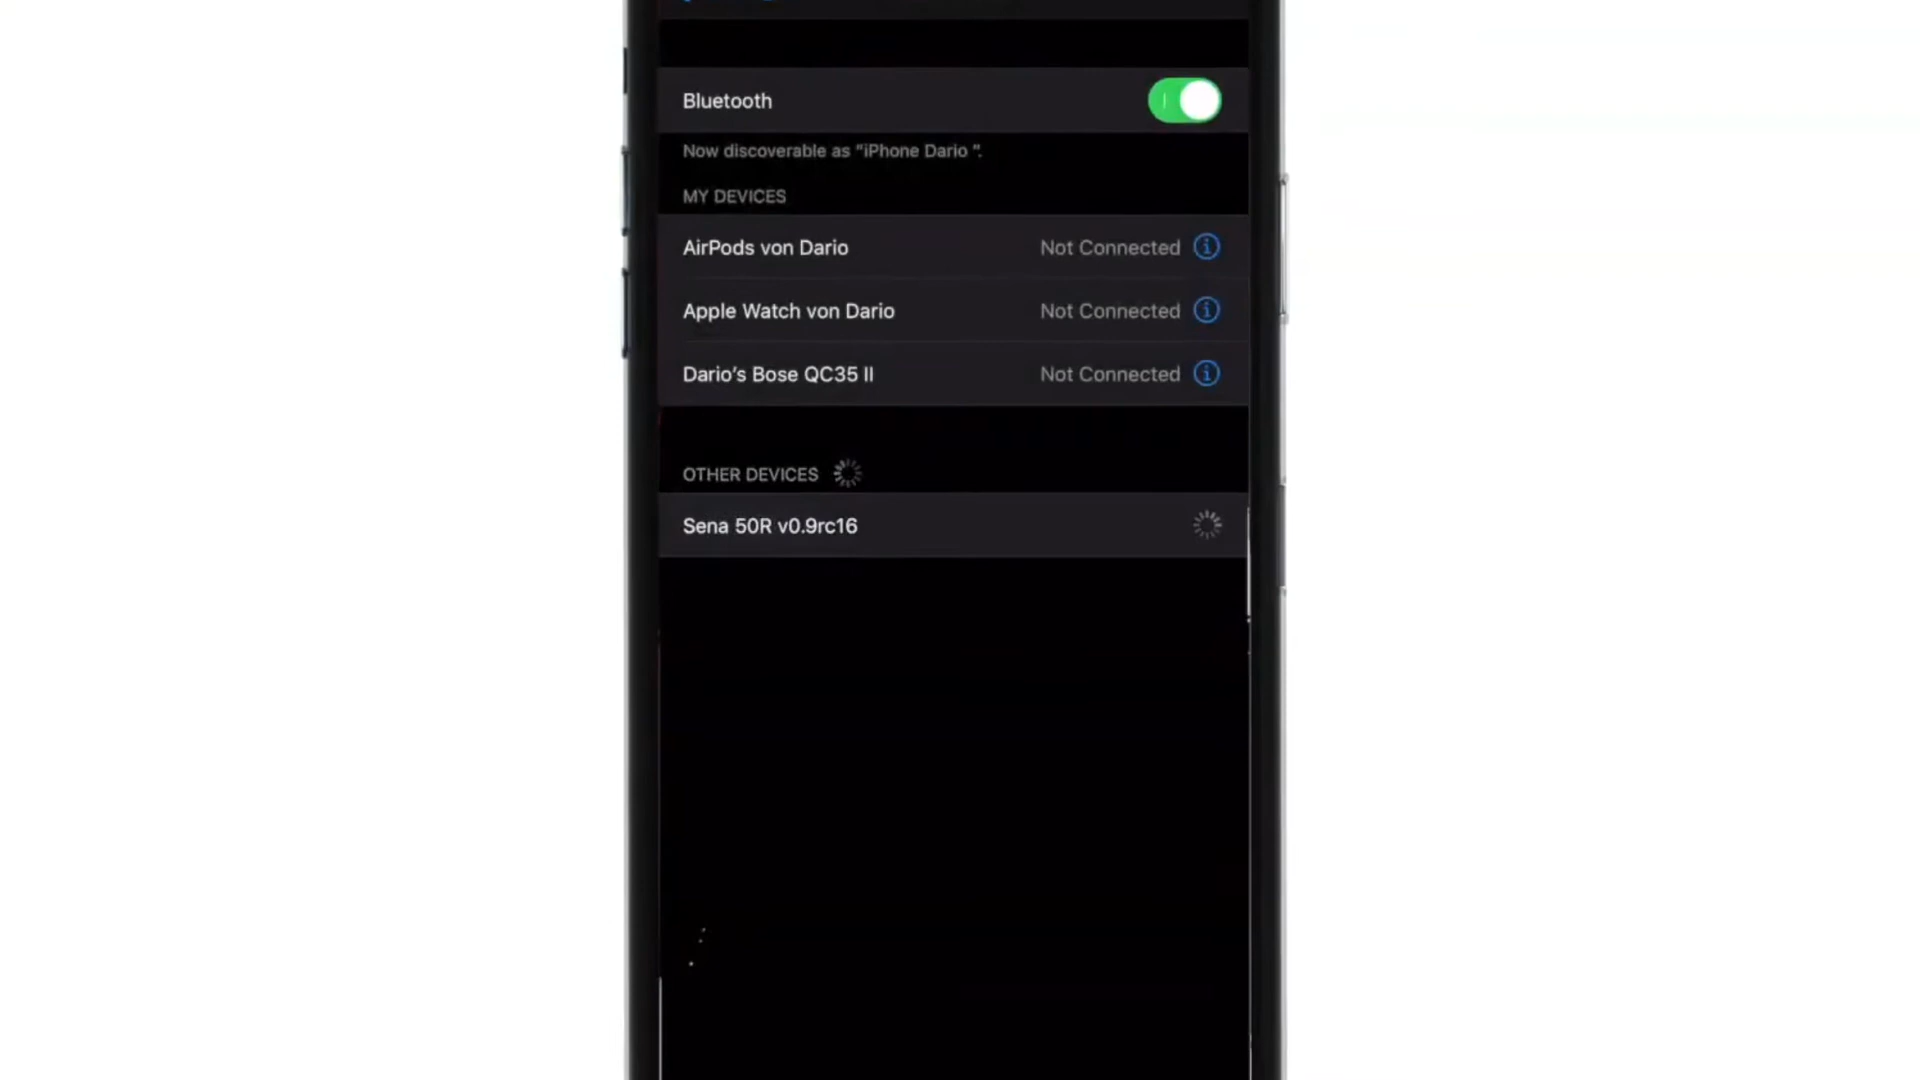 Bluetooth
Now discoverable as “iPhone Dario ”.
MY DEVICES
AirPods von Dario Not Connected
Apple Watch von Dario Not Connected
Dario’s Bose QC35 II Not Connected
OTHER DEVICES
Sena 50R v0.9rc16